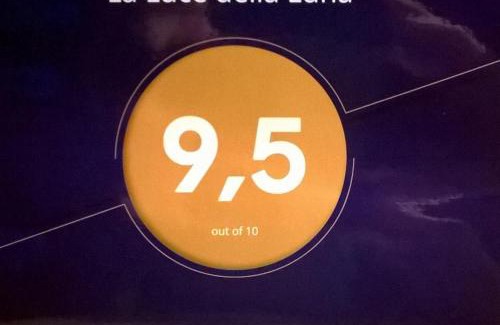 La Luce della Luna
9,5
out of 10